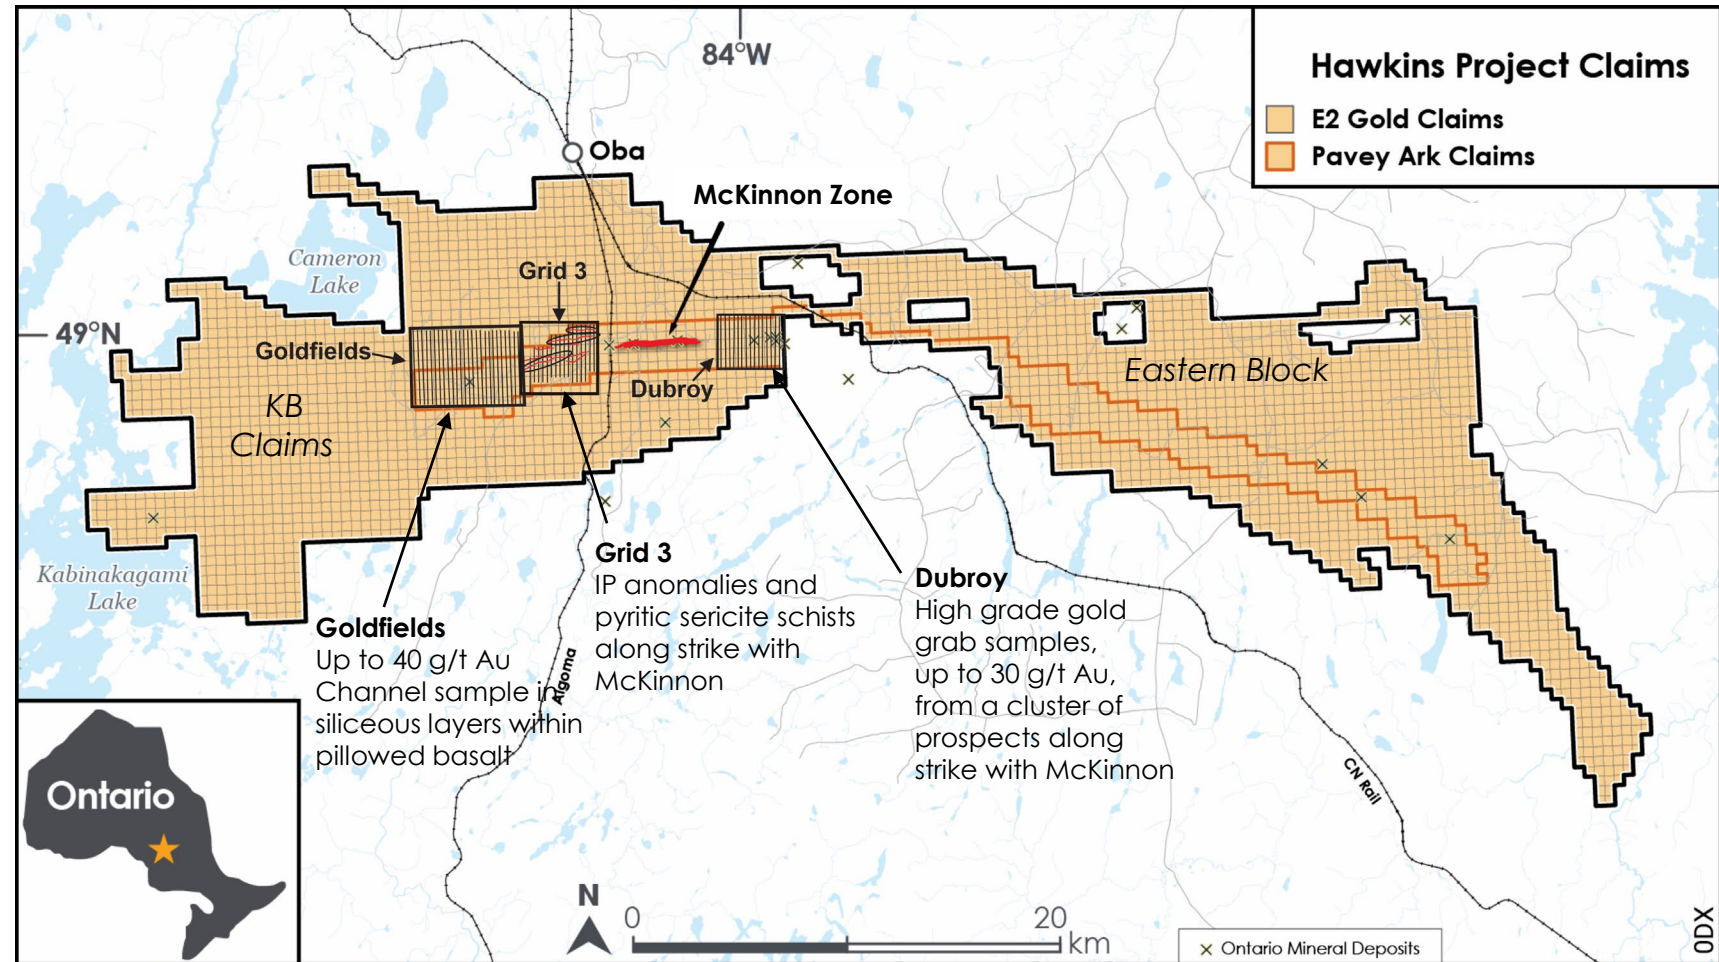 84°W
Hawkins Project Claims
E2 Gold Claims
Pavey Ark Claims
Oba
McKinnon Zone
Cameron
Lake
Grid 3
49°N
Goldfields
Dubroy
Eastern Block
KB
Claims
Kabinakagami
Lake
Grid 3
IP anomalies and
pyritic sericite schists
along strike with
McKinnon
Dubroy
High grade gold
grab samples,
up to 30 g/t Au,
from a cluster of
prospects along
strike with McKinnon
Goldfields
Up to 40 g/t Au
Channel sample in
siliceous layers within
pillowed basalt
Algoma
CN Rail
Ontario
N
0
20
km
× Ontario Mineral Deposits
0DX